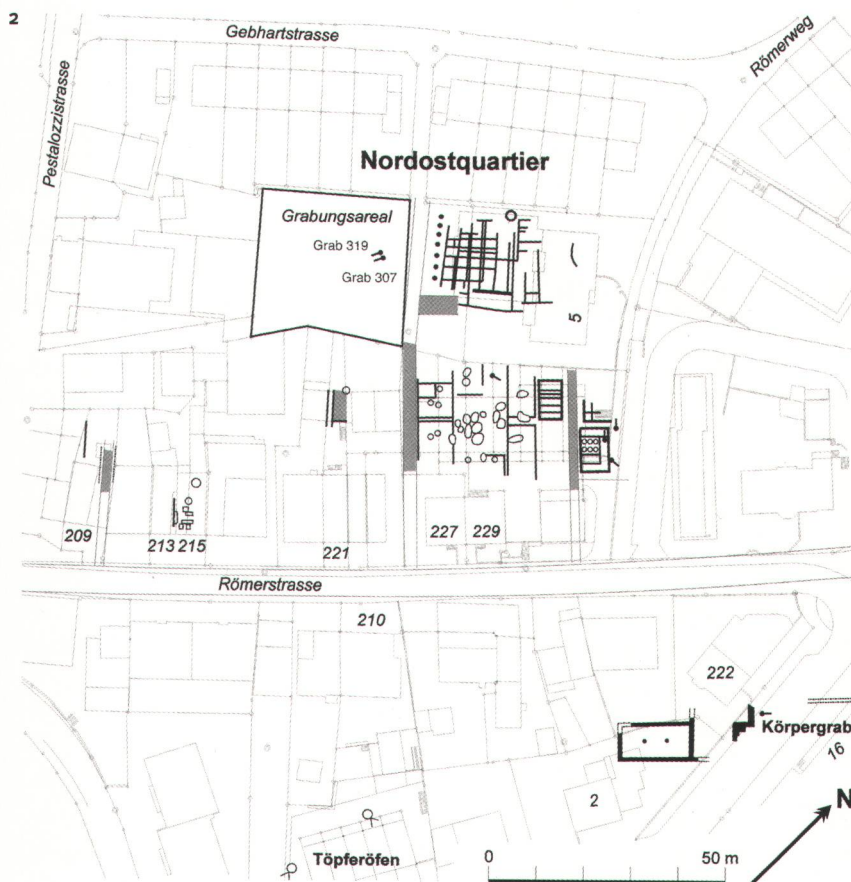 2
Gebhartstrasse
Römerweg
Pestalozzistrasse
Nordostquartier
Grabungsareal
Grab 319
Grab 307
5
209
213 215
221
227
229
Römerstrasse
210
222
Körpergrab
16
2
N
Töpferöfen
0
50 m